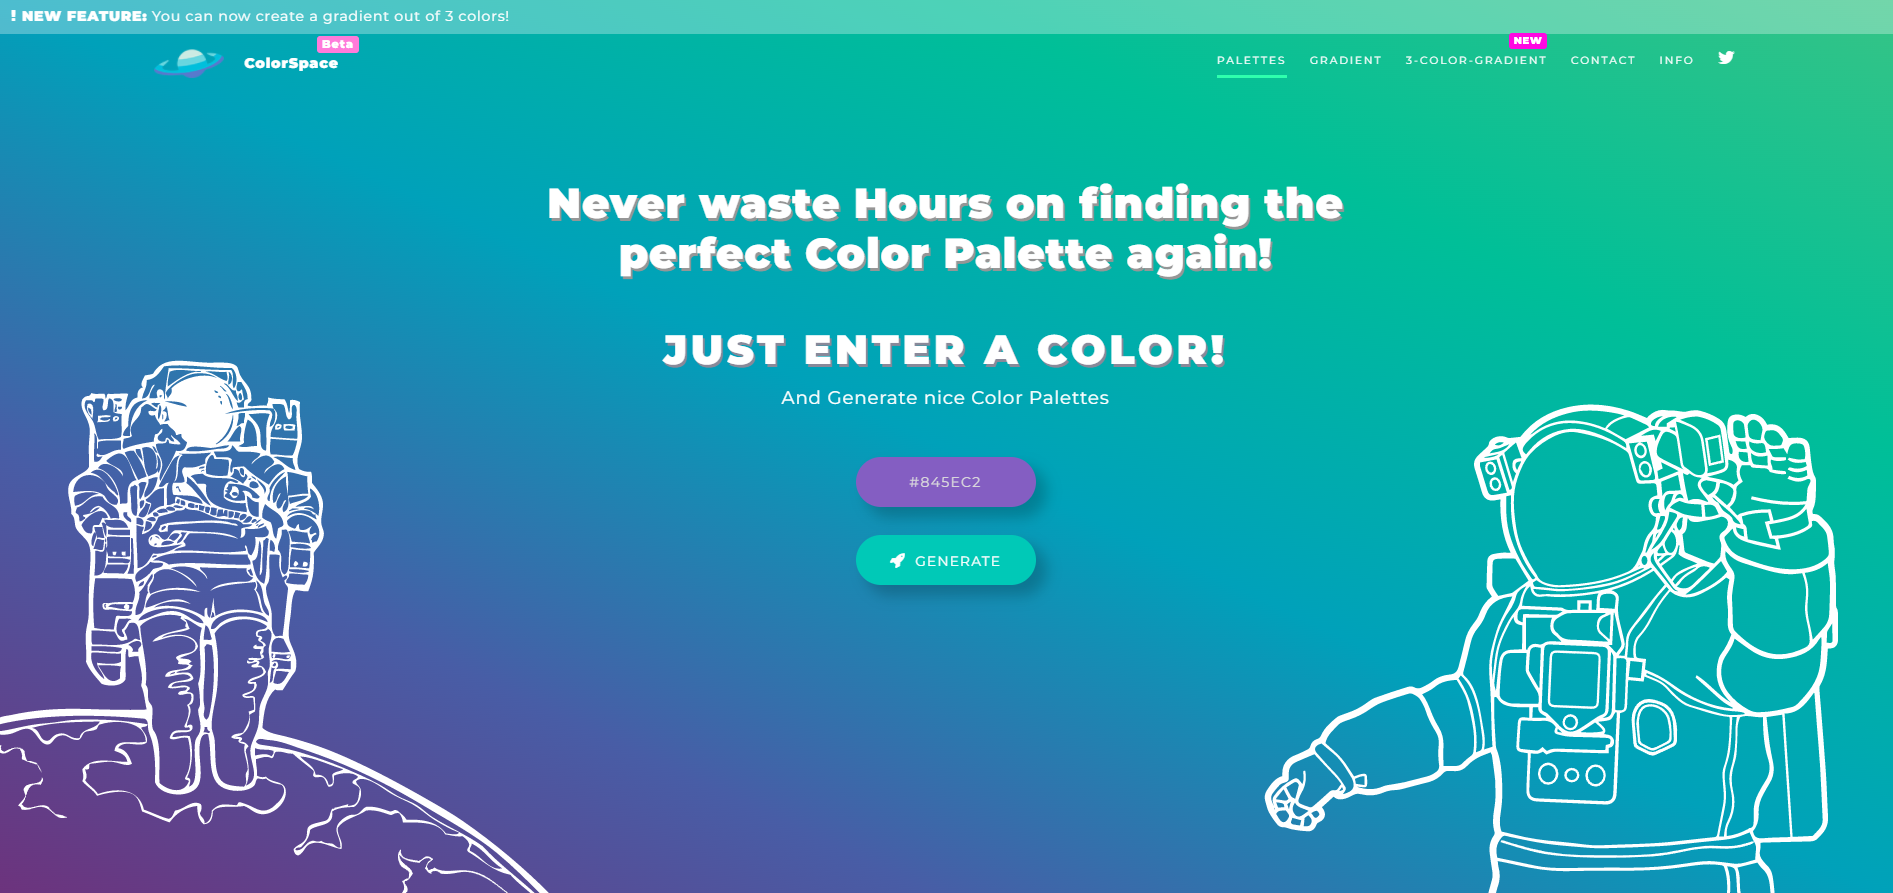 ! NEW FEATURE: You can now create a gradient out of 3 colors!
Beta
ColorSpace
NEW
PALETTES GRADIENT 3-COLOR-GRADIENT CONTACT INFO
Never waste Hours on finding the
perfect Color Palette again!
JUST ENTER A COLOR!
And Generate nice Color Palettes
#845EC2
GENERATE